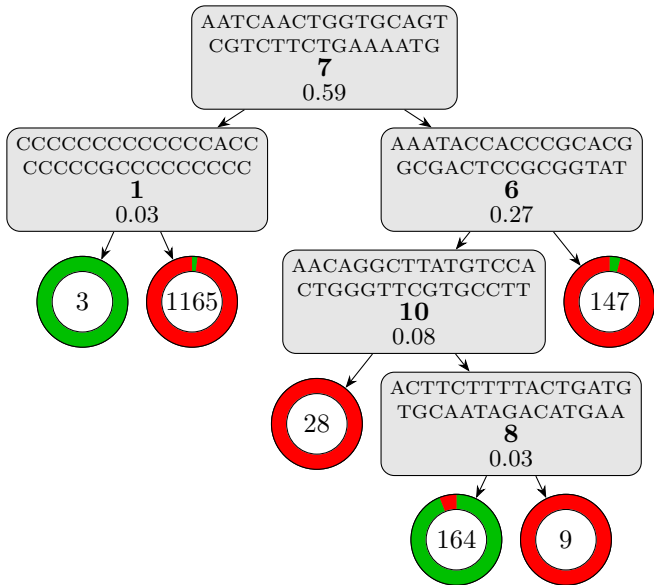 AATCAACTGGTGCAGT
CGTCTTCTGAAAATG
7
0.59
CCCCCCCCCCCCCCACC
CCCCCGCCCCCCCCC
1
0.03
AAATACCACCCGCACG
GCGACTCCGCGGTAT
6
0.27
3
1165
AACAGGCTTATGTCCA
CTGGGTTCGTGCCTT
10
0.08
147
28
ACTTCTTTTACTGATG
TGCAATAGACATGAA
8
0.03
164
9